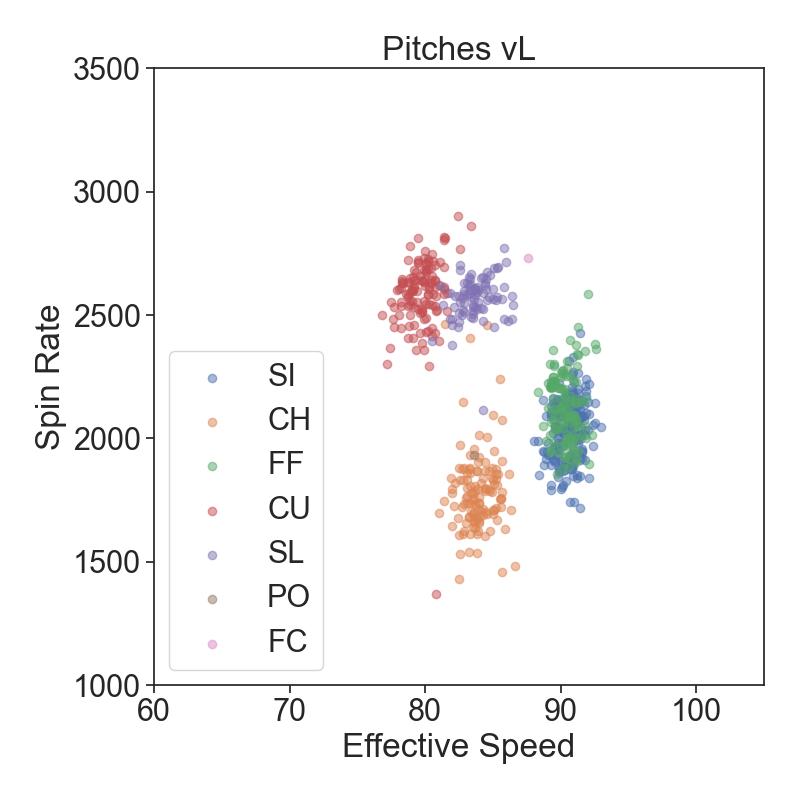 Pitches vL
3500
3000
2500
2000
1500
1000
Spin Rate
SI
CH
FF
CU
SL
PO
FC
60 70 80 90 100
Effective Speed